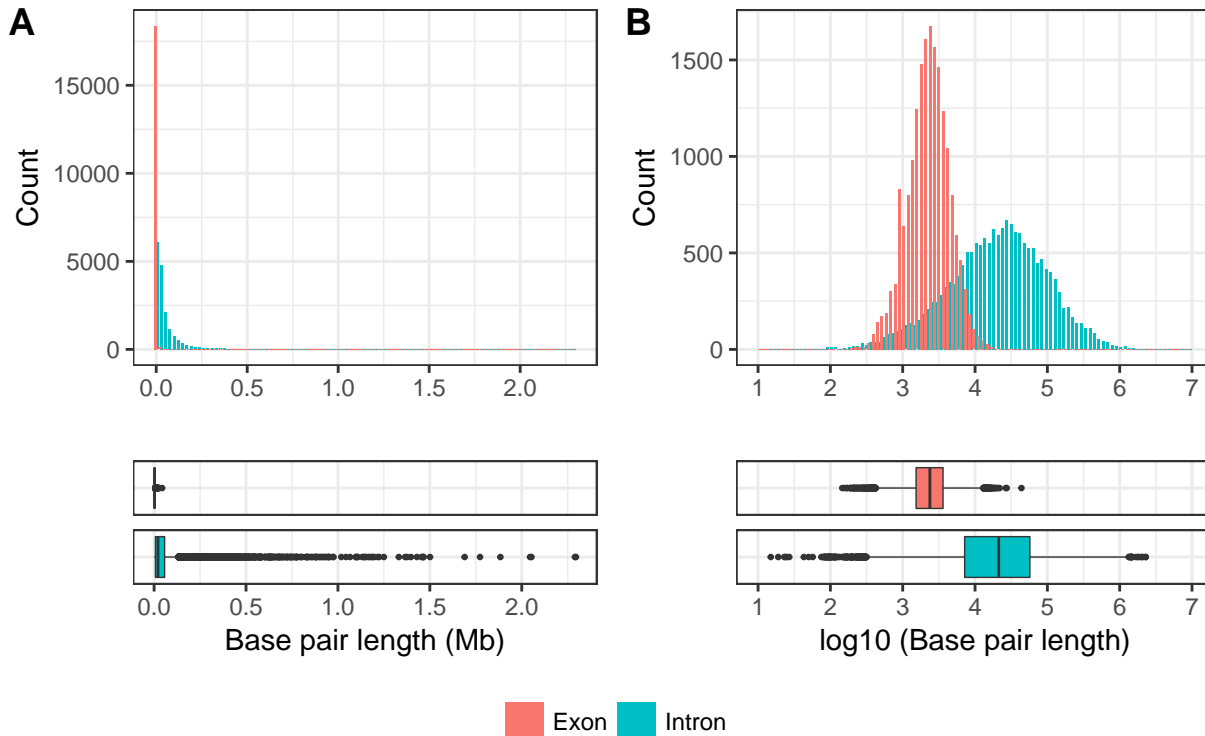 A
Count
15000
10000
5000
0
0.0 0.5 1.0 1.5 2.0
0.0 0.5 1.0 1.5 2.0
Base pair length (Mb)
B
Count
1500
1000
500
0
1 2 3 4 5 6 7
1 2 3 4 5 6 7
log10 (Base pair length)
Exon Intron